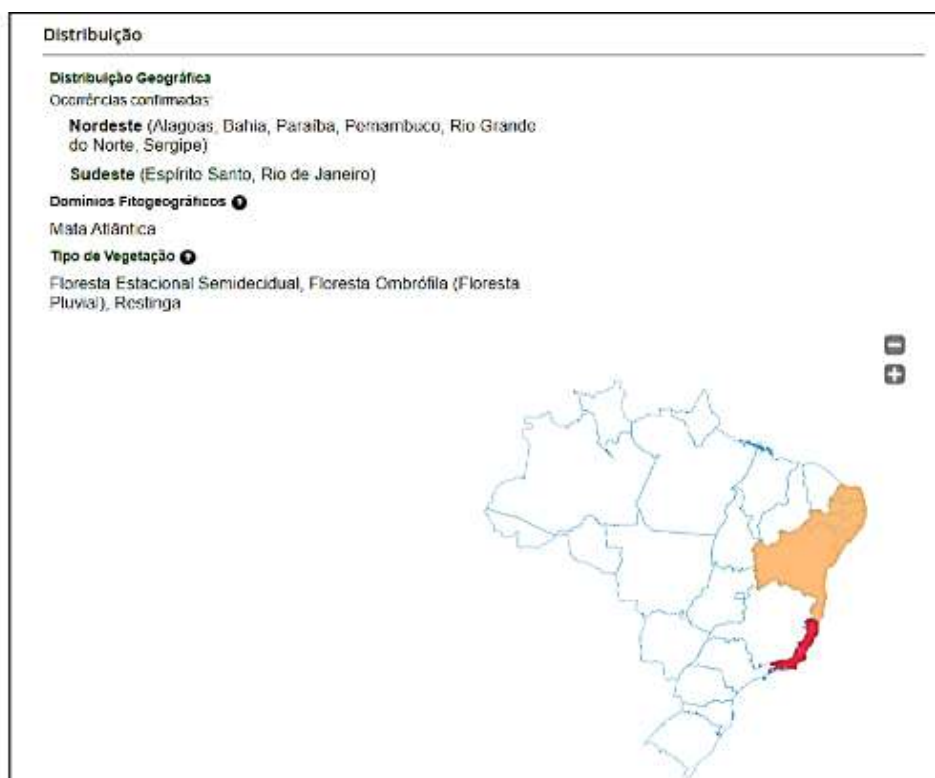 Distribuição
Distribuição Geográfica
Ocorrências confirmadas:
Nordeste (Alagoas, Bahia, Paraíba, Pernambuco, Rio Grande
do Norte, Sergipe)
Sudeste (Espírito Santo, Rio de Janeiro)
Domínios Fitogeográficos ?
Mata Atlântica
Tipo de Vegetação ?
Floresta Estacional Semidecidual, Floresta Ombrófila (Floresta
Pluvial), Restinga